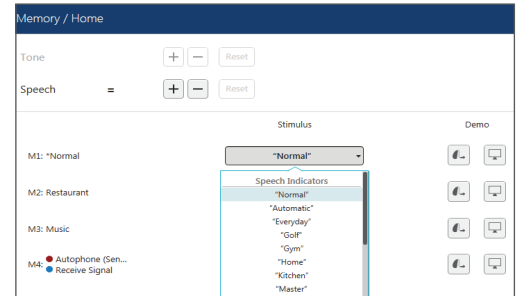 Memory / Home
Tone + − Reset
Speech = + − Reset
Stimulus Demo
M1: "Normal "Normal"
Speech Indicators
"Normal"
M2: Restaurant
"Automatic"
"Everyday"
M3: Music
"Golf"
"Gym"
M4: Autophone (Sen...
Receive Signal
"Home"
"Kitchen"
"Master"